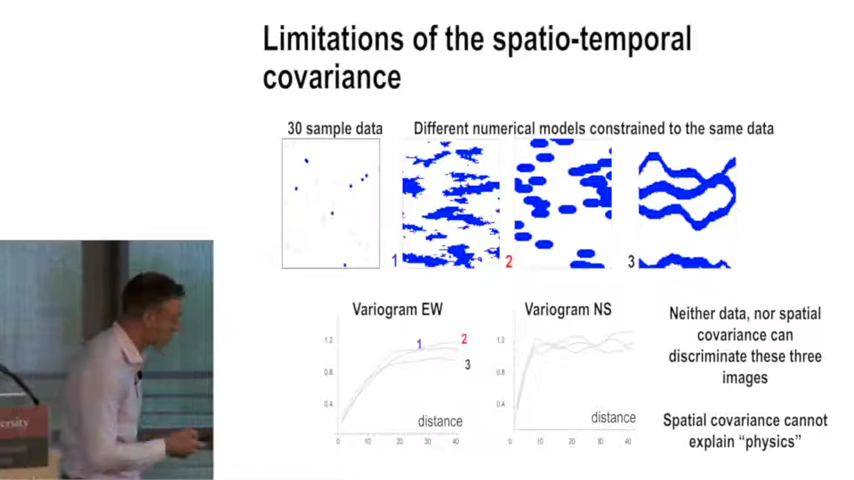 Limitations of the spatio-temporal
covariance
30 sample data
Different numerical models constrained to the same data
1
2
3
Variogram EW
1.2
0.8
0.4
1
2
3
distance
0 10 20 30 40
Variogram NS
1.2
0.8
0.4
distance
0 10 20 30 40
Neither data, nor spatial
covariance can
discriminate these three
images
Spatial covariance cannot
explain “physics”
versity